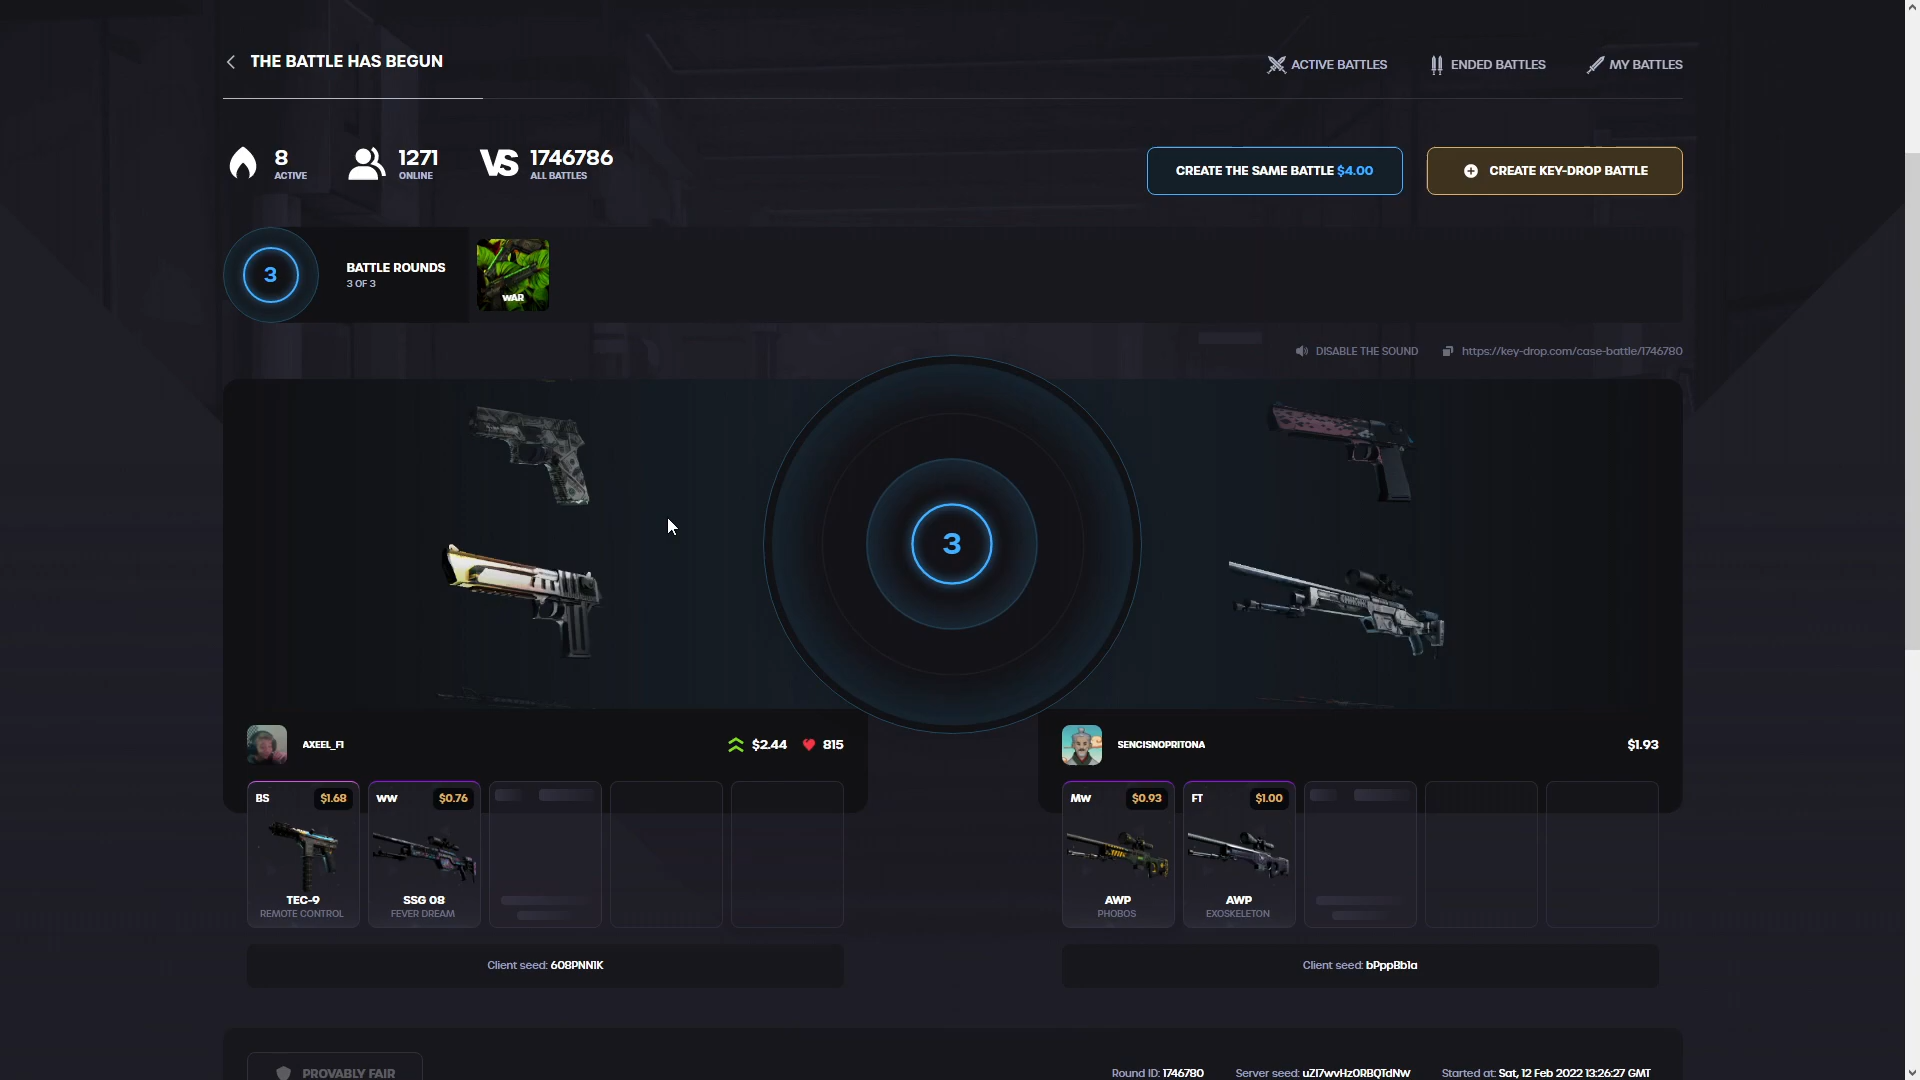 THE BATTLE HAS BEGUN
ACTIVE BATTLES
ENDED BATTLES
MY BATTLES
8
ACTIVE
1271
ONLINE
VS
1746786
ALL BATTLES
CREATE THE SAME BATTLE $4.00
CREATE KEY-DROP BATTLE
3
BATTLE ROUNDS
3 OF 3
WAR
DISABLE THE SOUND
https://key-drop.com/case-battle/1746780
3
AXEEL_F1
$2.44
815
SENCISNOPRITONA
$1.93
BS
$1.68
TEC-9
REMOTE CONTROL
WW
$0.76
SSG 08
FEVER DREAM
MW
$0.93
AWP
PHOBOS
FT
$1.00
AWP
EXOSKELETON
Client seed: 608PNN1K
Client seed: bPppBb1a
PROVABLY FAIR
Round ID: 1746780
Server seed: uZI7wvHz0RBQTdNw
Started at: Sat, 12 Feb 2022 13:26:27 GMT